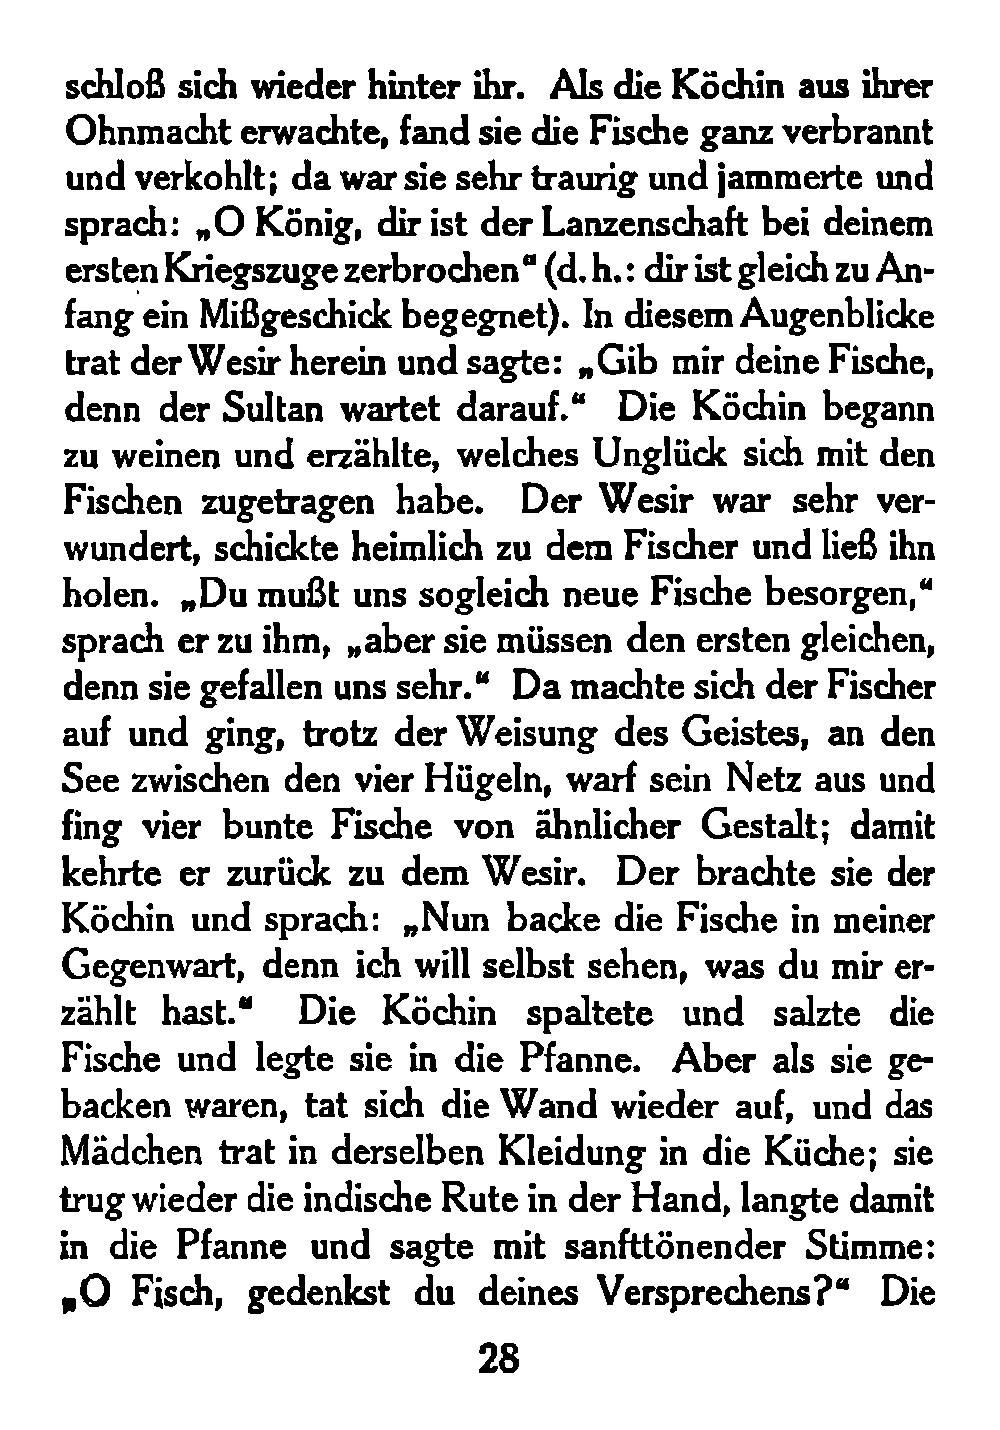 schloß sich wieder hinter ihr. Als die Köchin aus ihrer
Ohnmacht erwachte, fand sie die Fische ganz verbrannt
und verkohlt; da war sie sehr traurig und jammerte und
sprach: „O König, dir ist der Lanzenschaft bei deinem
ersten Kriegszuge zerbrochen“ (d. h.: dir ist gleich zu An-
fang ein Mißgeschick begegnet). In diesem Augenblicke
trat der Wesir herein und sagte: „Gib mir deine Fische,
denn der Sultan wartet darauf.“ Die Köchin begann
zu weinen und erzählte, welches Unglück sich mit den
Fischen zugetragen habe. Der Wesir war sehr ver-
wundert, schickte heimlich zu dem Fischer und ließ ihn
holen. „Du mußt uns sogleich neue Fische besorgen,“
sprach er zu ihm, „aber sie müssen den ersten gleichen,
denn sie gefallen uns sehr.“ Da machte sich der Fischer
auf und ging, trotz der Weisung des Geistes, an den
See zwischen den vier Hügeln, warf sein Netz aus und
fing vier bunte Fische von ähnlicher Gestalt; damit
kehrte er zurück zu dem Wesir. Der brachte sie der
Köchin und sprach: „Nun backe die Fische in meiner
Gegenwart, denn ich will selbst sehen, was du mir er-
zählt hast.“ Die Köchin spaltete und salzte die
Fische und legte sie in die Pfanne. Aber als sie ge-
backen waren, tat sich die Wand wieder auf, und das
Mädchen trat in derselben Kleidung in die Küche; sie
trug wieder die indische Rute in der Hand, langte damit
in die Pfanne und sagte mit sanfttönender Stimme:
„O Fisch, gedenkst du deines Versprechens?“ Die
28